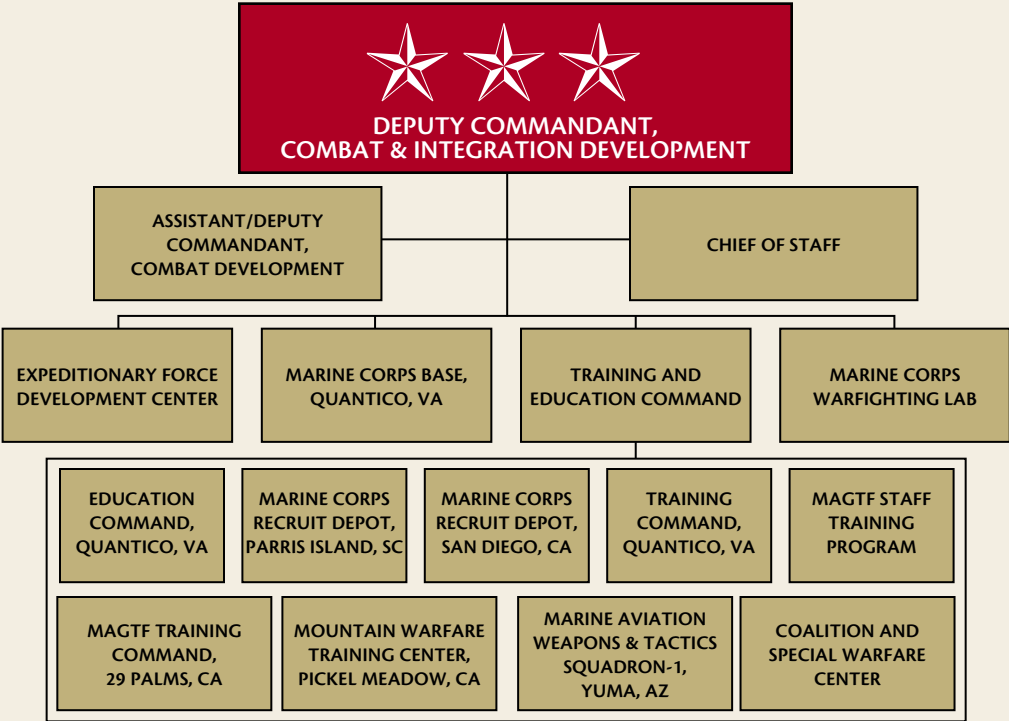 DEPUTY COMMANDANT,
COMBAT & INTEGRATION DEVELOPMENT
ASSISTANT/DEPUTY
COMMANDANT,
COMBAT DEVELOPMENT
CHIEF OF STAFF
EXPEDITIONARY FORCE
DEVELOPMENT CENTER
MARINE CORPS BASE,
QUANTICO, VA
TRAINING AND
EDUCATION COMMAND
MARINE CORPS
WARFIGHTING LAB
EDUCATION
COMMAND,
QUANTICO, VA
MARINE CORPS
RECRUIT DEPOT,
PARRIS ISLAND, SC
MARINE CORPS
RECRUIT DEPOT,
SAN DIEGO, CA
TRAINING
COMMAND,
QUANTICO, VA
MAGTF STAFF
TRAINING
PROGRAM
MAGTF TRAINING
COMMAND,
29 PALMS, CA
MOUNTAIN WARFARE
TRAINING CENTER,
PICKEL MEADOW, CA
MARINE AVIATION
WEAPONS & TACTICS
SQUADRON-1,
YUMA, AZ
COALITION AND
SPECIAL WARFARE
CENTER